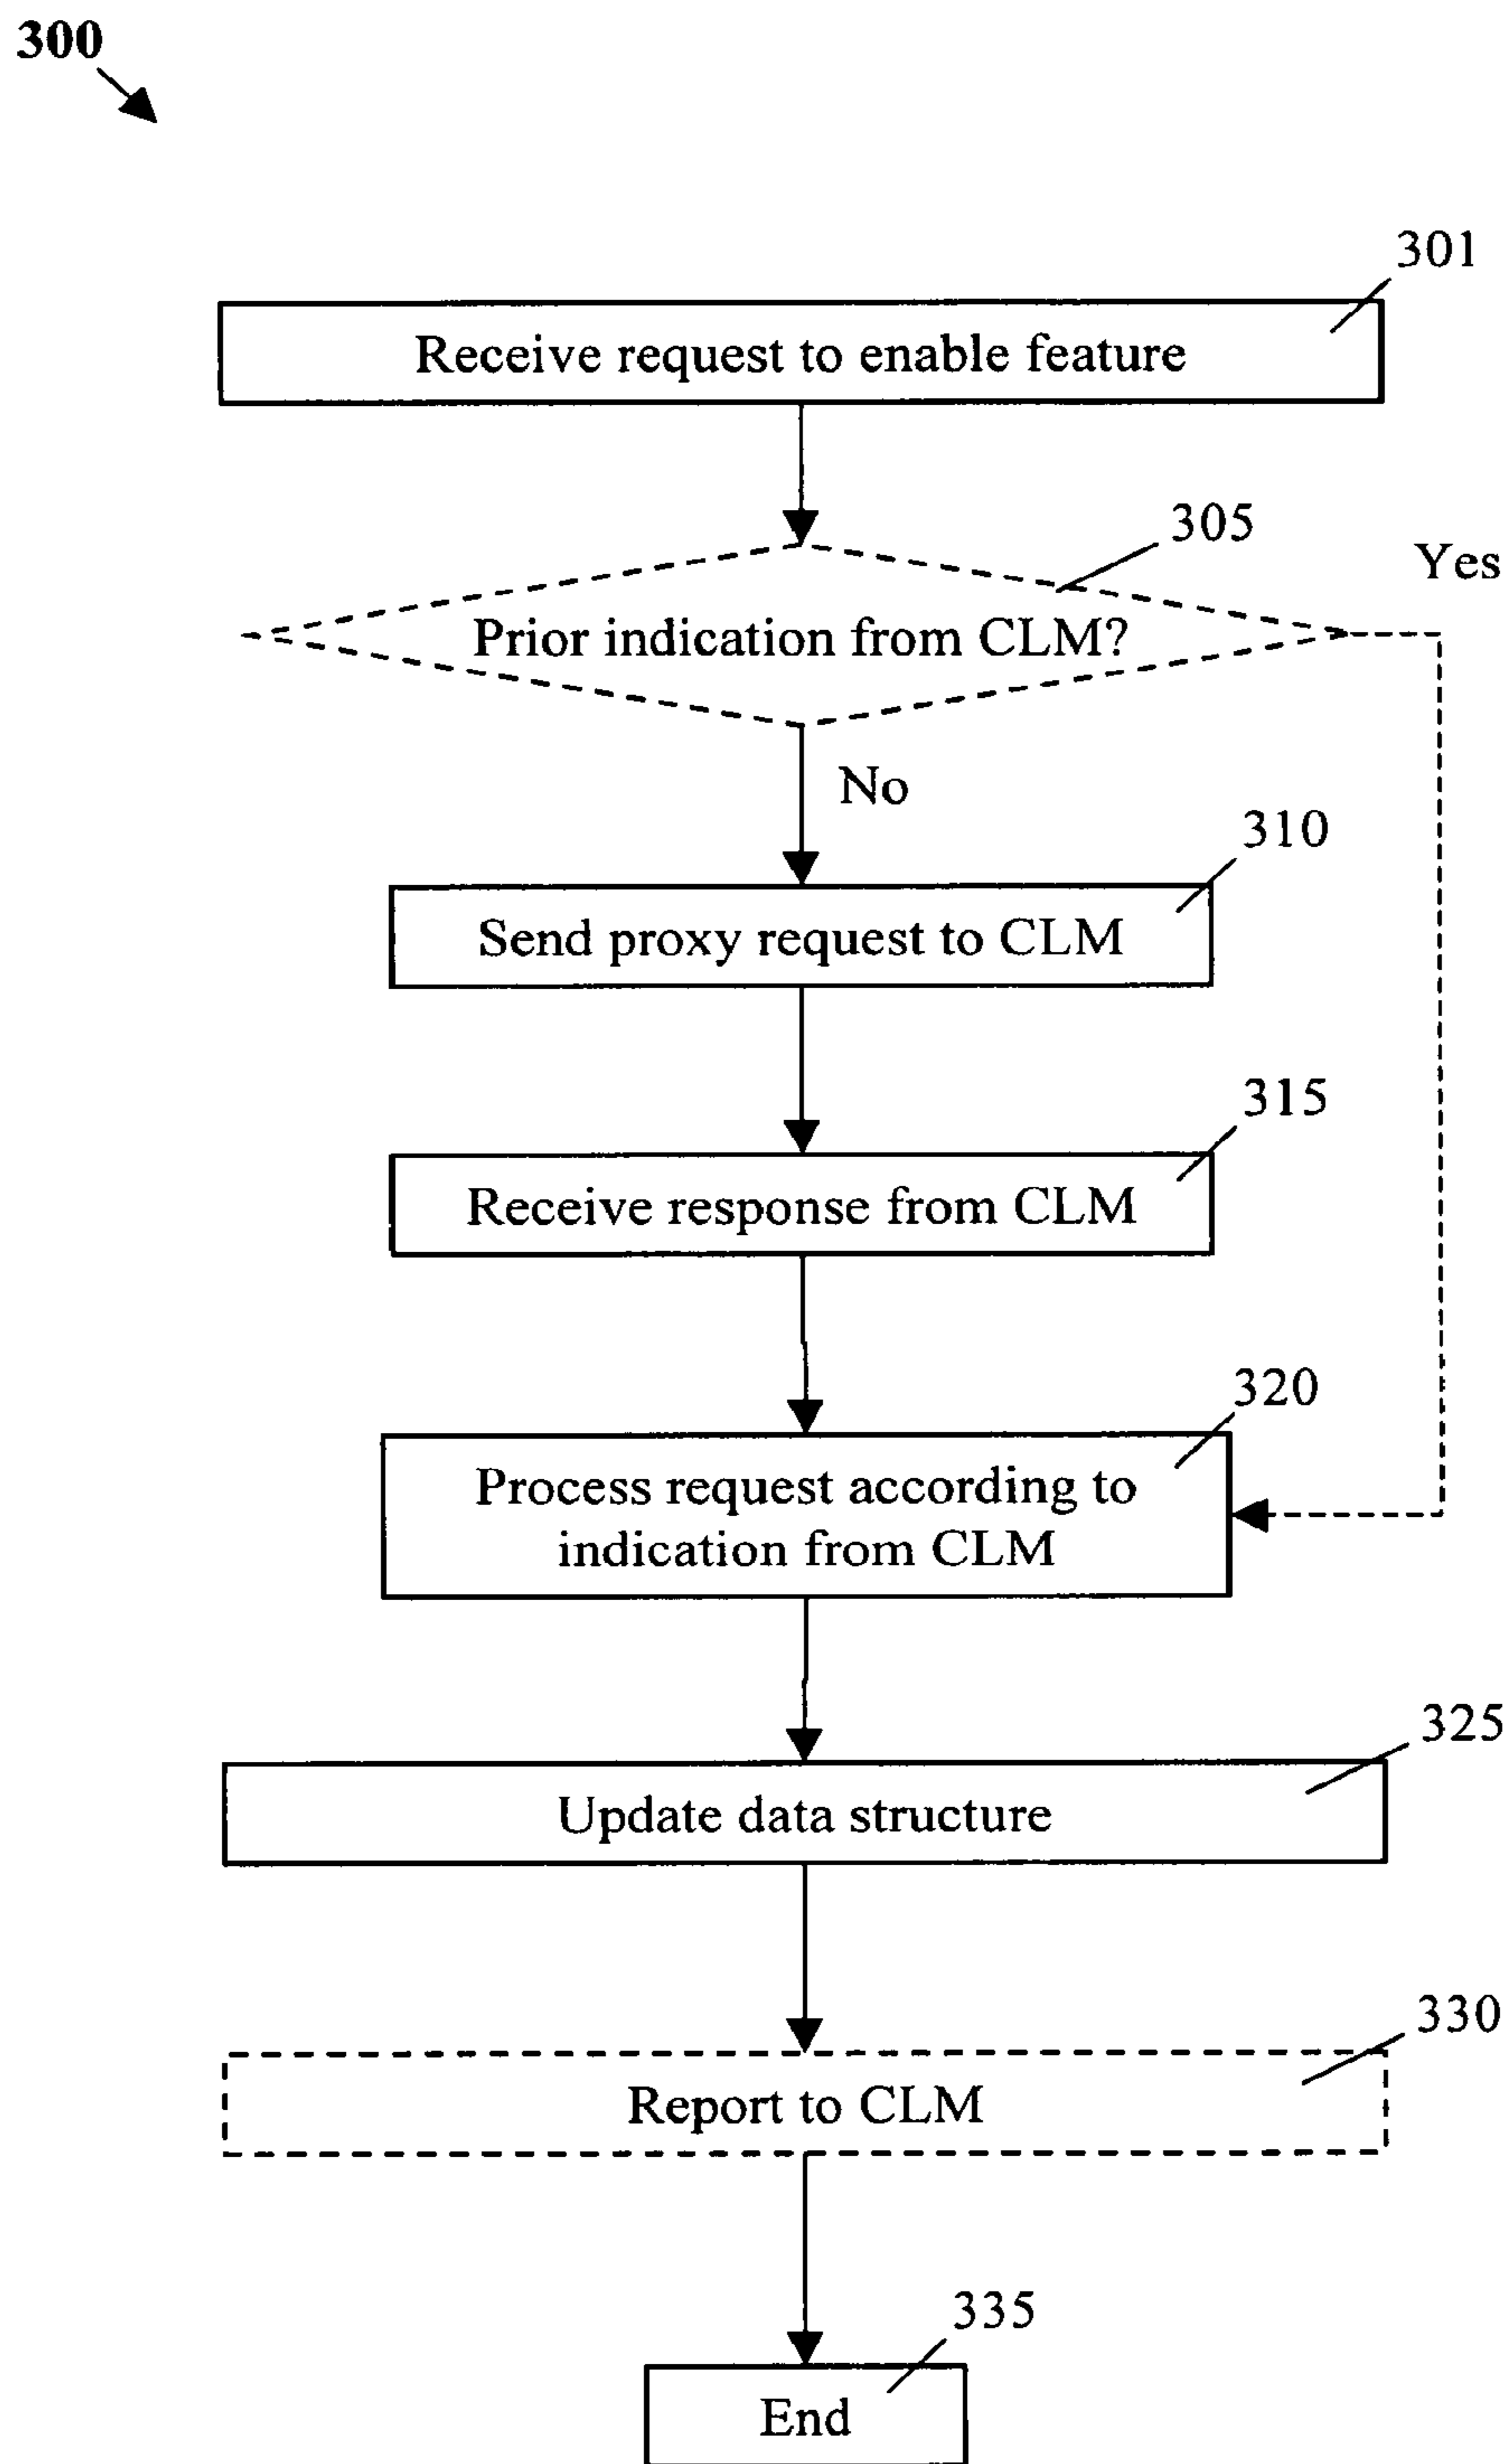 300
301
Receive request to enable feature
305
Yes
Prior indication from CLM?
No
310
Send proxy request to CLM
315
Receive response from CLM
320
Process request according to
indication from CLM
325
Update data structure
330
Report to CLM
335
End